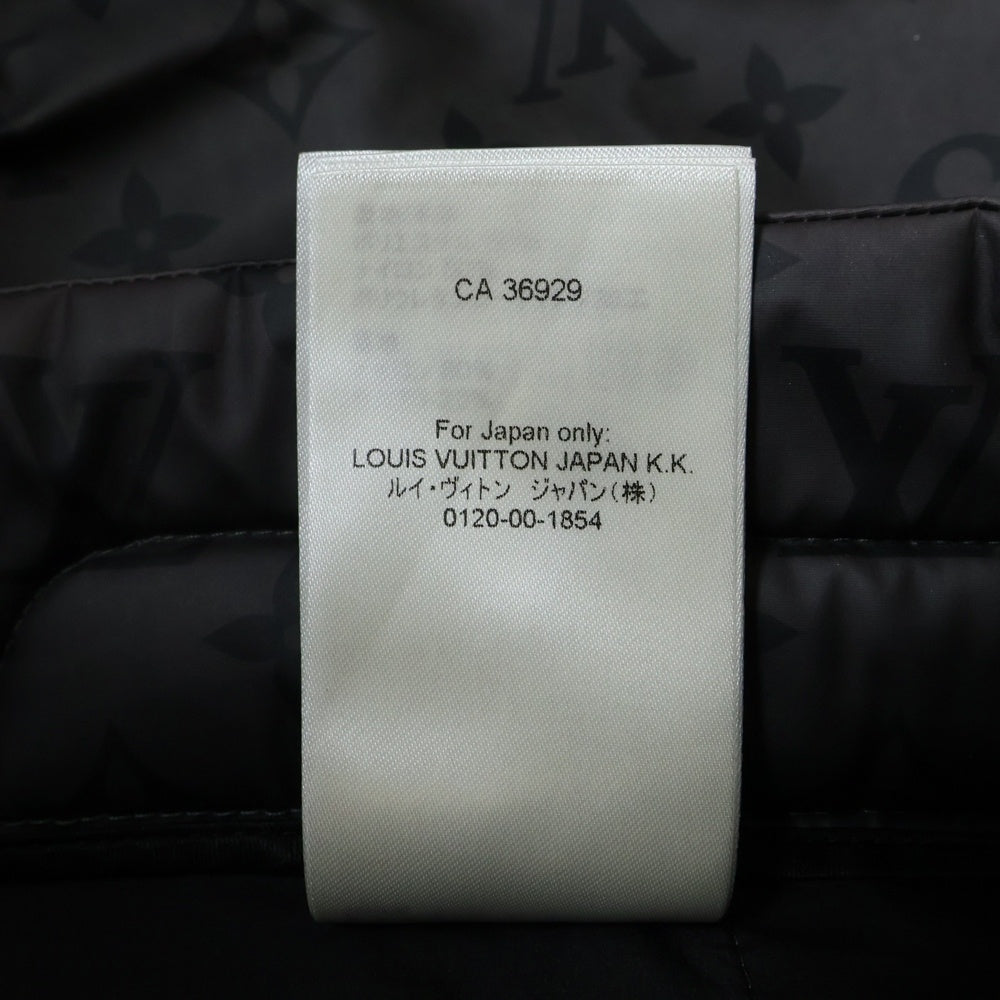 CA 36929
For Japan only:
LOUIS VUITTON JAPAN K.K.
ルイ・ヴィトン　ジャパン（株）
0120-00-1854